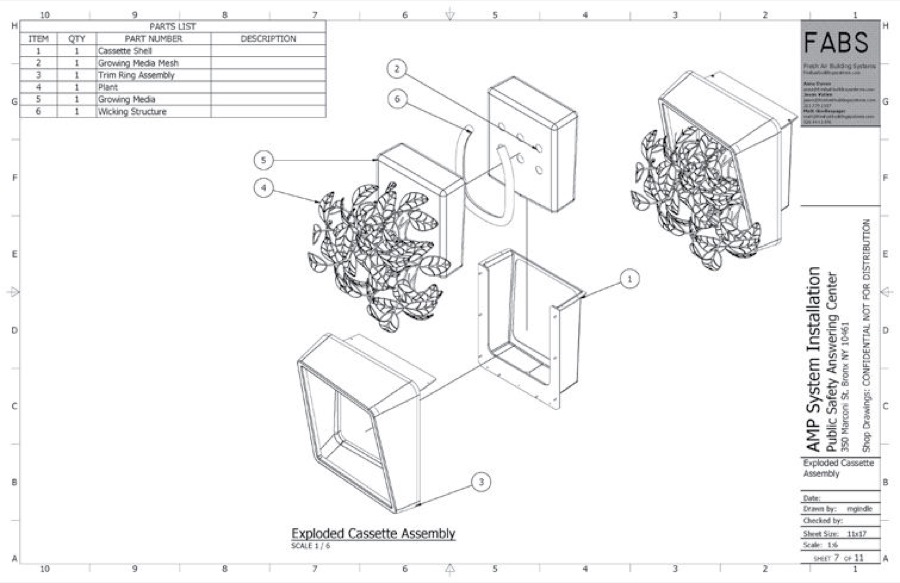 10 9 8 7 6 5 4 3 2 1
PARTS LIST
ITEM QTY PART NUMBER DESCRIPTION
1 1 Cassette Shell
2 1 Growing Media Mesh
3 1 Trim Ring Assembly
4 1 Plant
5 1 Growing Media
6 1 Wicking Structure
H
G
F
E
D
C
B
A
2
6
5
4
1
3
Exploded Cassette Assembly
SCALE 1 / 6
H
G
F
E
D
C
B
A
FABS
Fresh Air Building Systems
AMP System Installation
Public Safety Answering Center
350 Marconi St, Bronx NY 10461
Shop Drawings: CONFIDENTIAL NOT FOR DISTRIBUTION
Exploded Cassette
Assembly
Date:
Drawn by: mgindle
Checked by:
Sheet Size: 11x17
Scale: 1:6
SHEET 7 OF 11
10 9 8 7 6 5 4 3 2 1